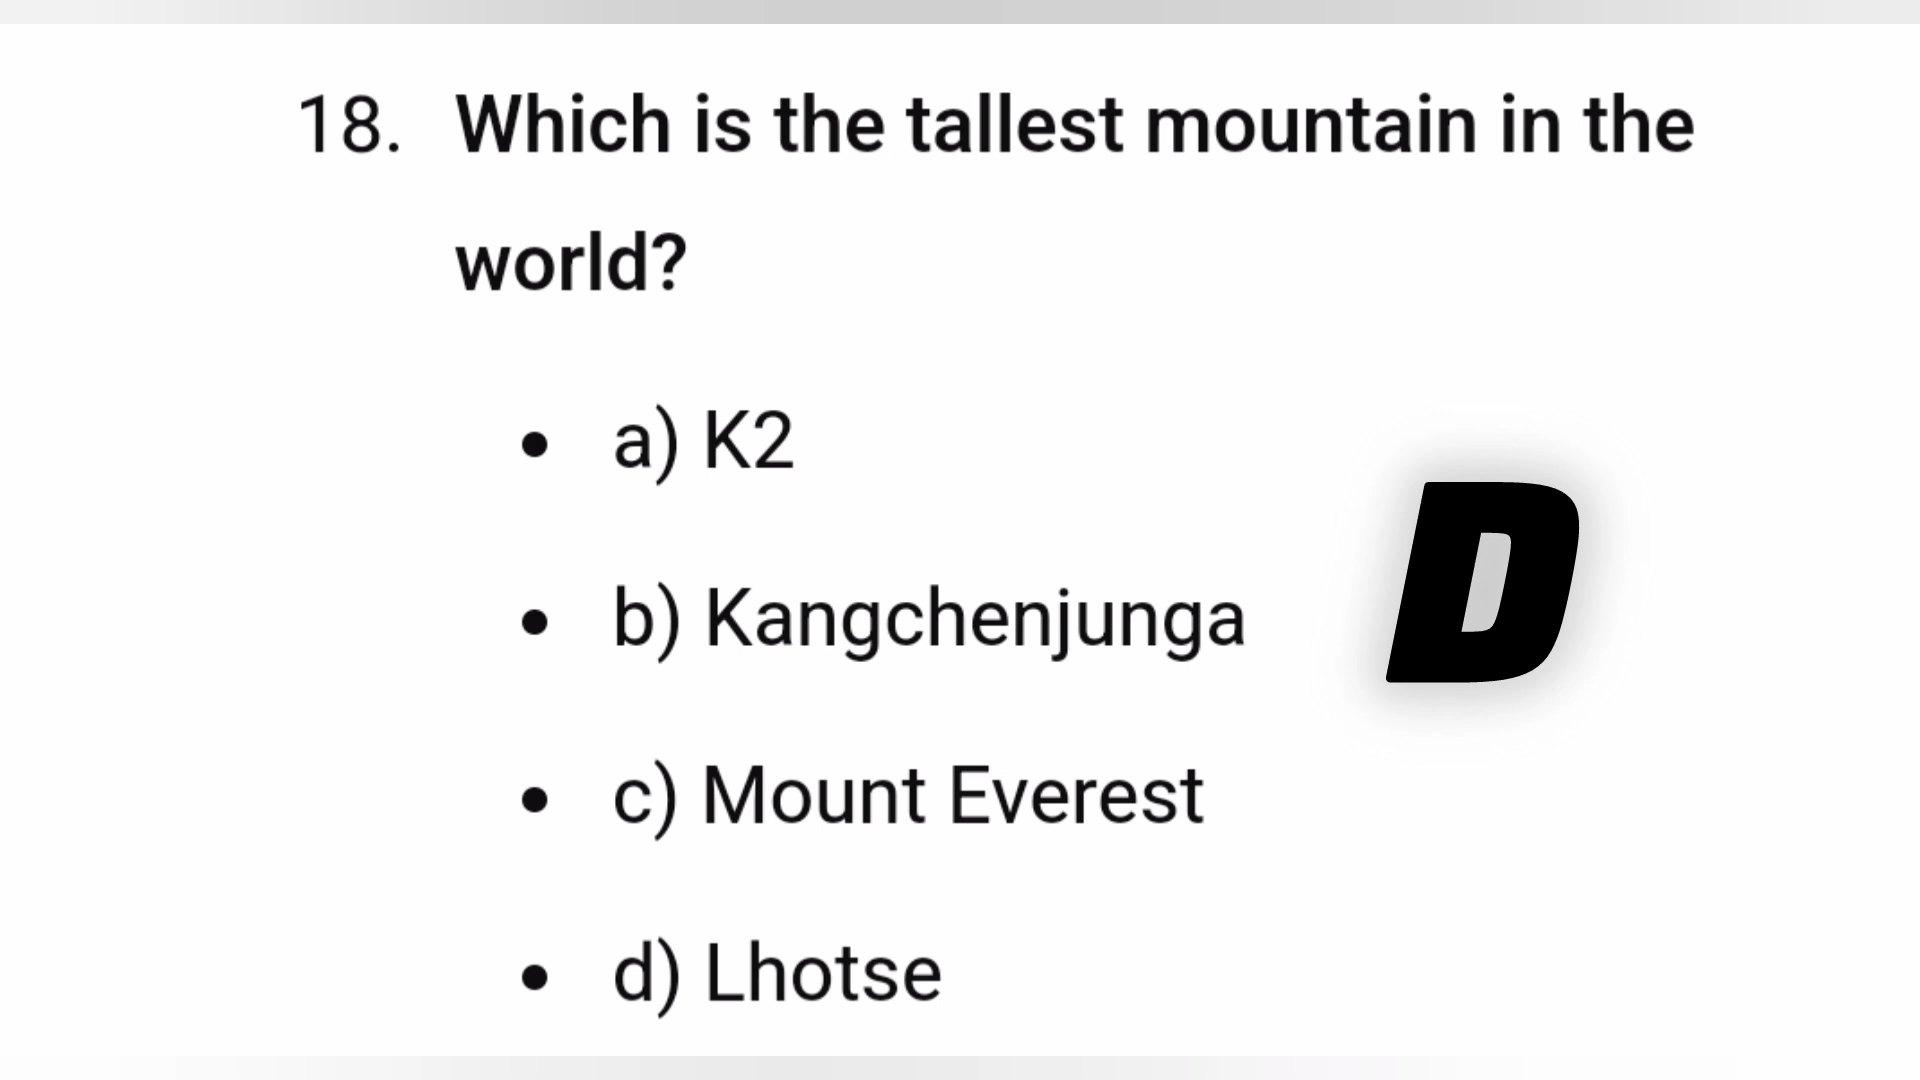 18. Which is the tallest mountain in the
world?
• a) K2
• b) Kangchenjunga
D
• c) Mount Everest
• d) Lhotse